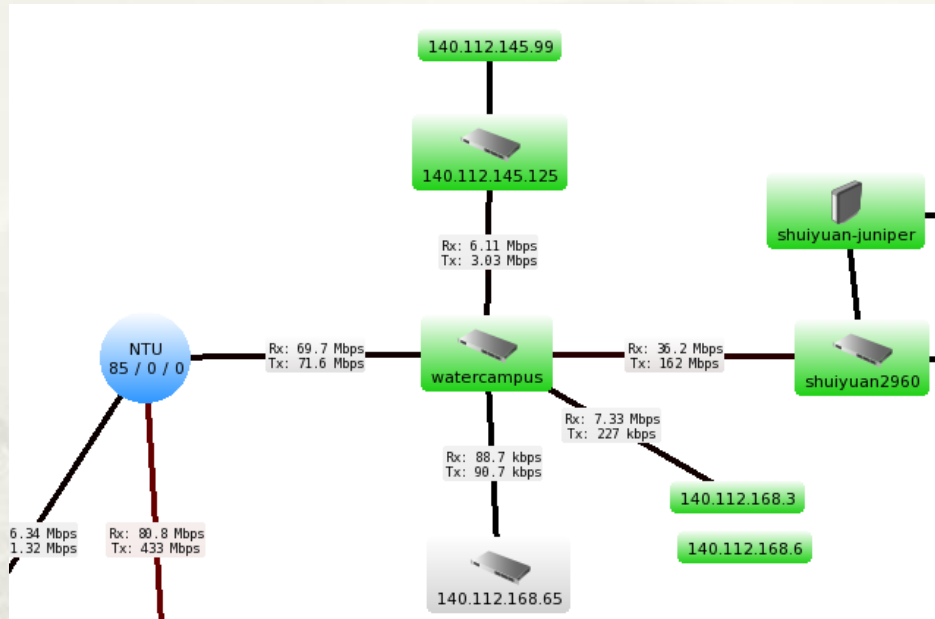 140.112.145.99
140.112.145.125
Rx: 6.11 Mbps
Tx: 3.03 Mbps
shuiyuan-juniper
NTU
85 / 0 / 0
Rx: 69.7 Mbps
Tx: 71.6 Mbps
watercampus
Rx: 36.2 Mbps
Tx: 162 Mbps
shuiyuan2960
Rx: 7.33 Mbps
Tx: 227 kbps
Rx: 88.7 kbps
Tx: 90.7 kbps
140.112.168.3
6.34 Mbps
1.32 Mbps
Rx: 80.8 Mbps
Tx: 433 Mbps
140.112.168.6
140.112.168.65